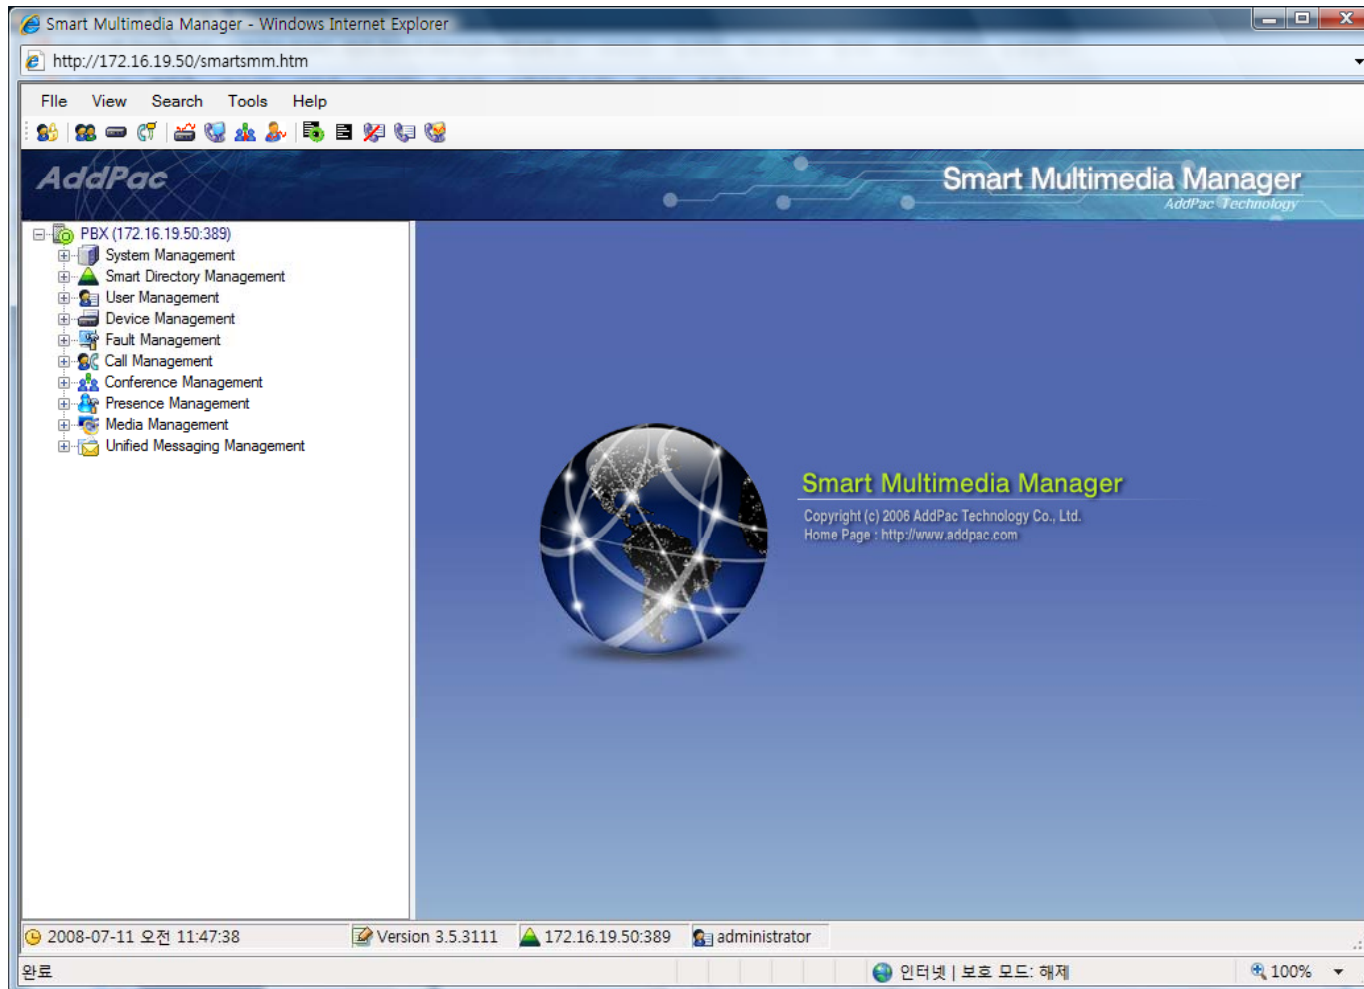 Smart Multimedia Manager - Windows Internet Explorer
http://172.16.19.50/smartsmm.htm
FIle View Search Tools Help
AddPac
Smart Multimedia Manager
AddPac Technology
PBX (172.16.19.50:389)
System Management
Smart Directory Management
User Management
Device Management
Fault Management
Call Management
Conference Management
Presence Management
Media Management
Unified Messaging Management
Smart Multimedia Manager
Copyright (c) 2006 AddPac Technology Co., Ltd.
Home Page : http://www.addpac.com
2008-07-11 오전 11:47:38 Version 3.5.3111 172.16.19.50:389 administrator
완료 인터넷 | 보호 모드: 해제 100%